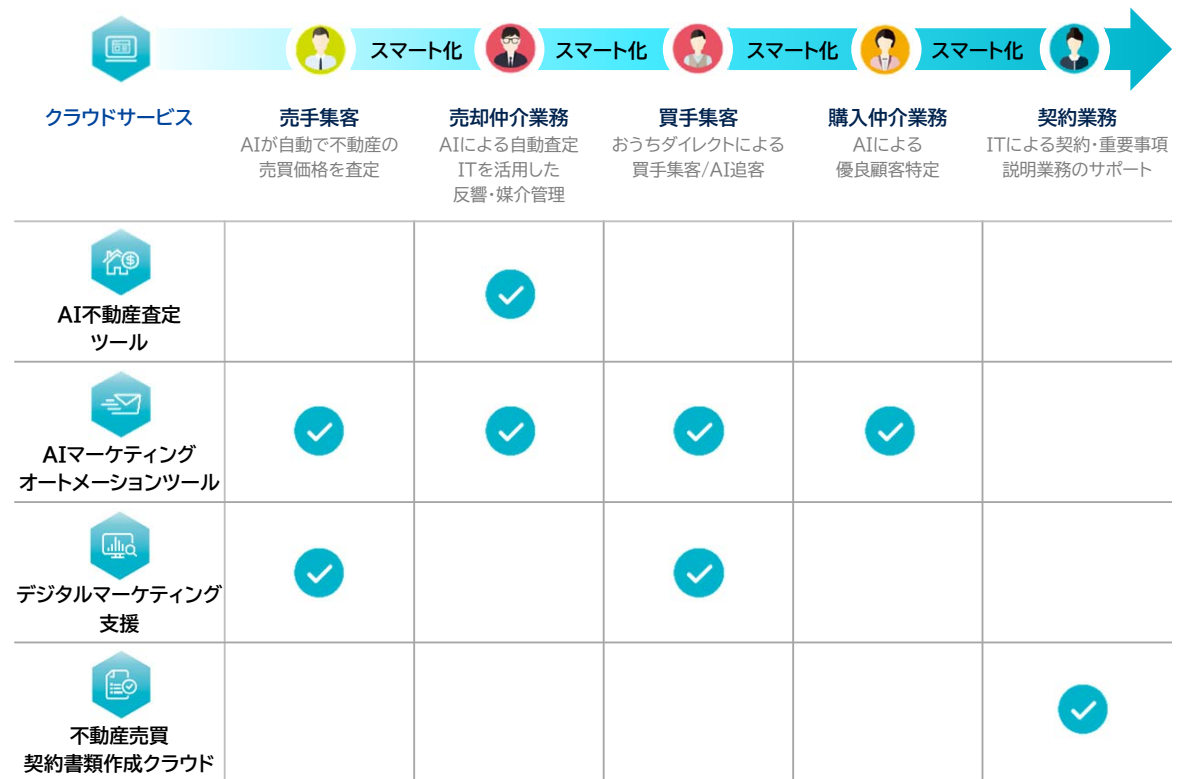 スマート化
スマート化
スマート化
スマート化
クラウドサービス
売手集客
AIが自動で不動産の
売買価格を査定
売却仲介業務
AIによる自動査定
ITを活用した
反響・媒介管理
買手集客
おうちダイレクトによる
買手集客/AI追客
購入仲介業務
AIによる
優良顧客特定
契約業務
ITによる契約・重要事項
説明業務のサポート
AI不動産査定
ツール
AIマーケティング
オートメーションツール
デジタルマーケティング
支援
不動産売買
契約書類作成クラウド